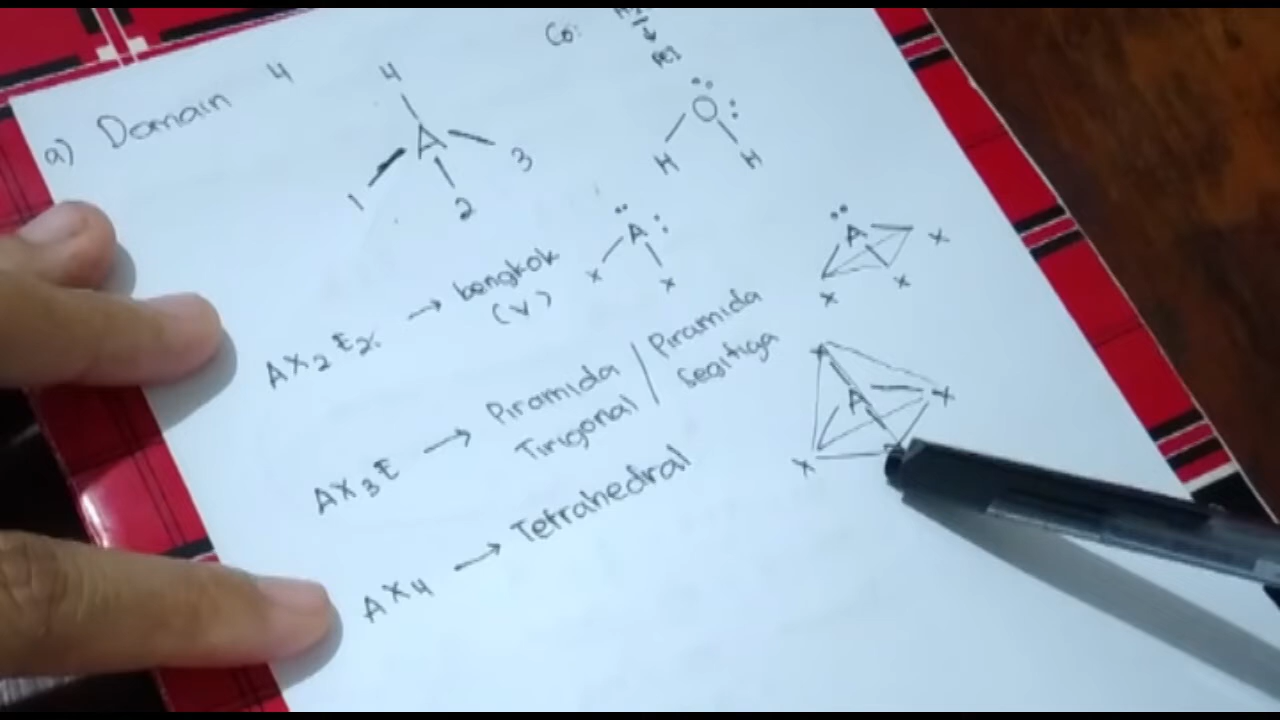 a) Domain 4
Co:
4
A
1
2
3
O
H
H
AX2E2. → bengkok
(V)
A
X
X
A
X
X
X
AX3E → Piramida / Piramida
Tirigonal / Segitiga
A
X
X
X
AX4 → Tetrahedral